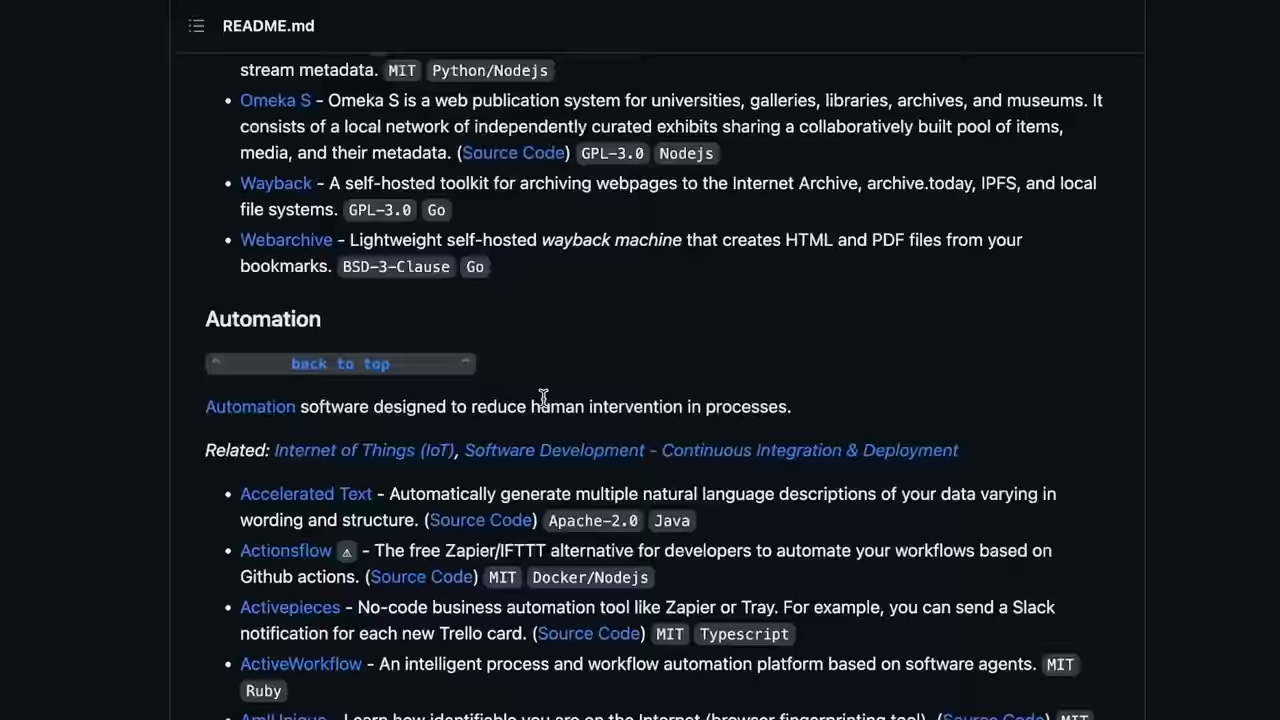 README.md
stream metadata. MIT Python/Nodejs
• Omeka S - Omeka S is a web publication system for universities, galleries, libraries, archives, and museums. It
consists of a local network of independently curated exhibits sharing a collaboratively built pool of items,
media, and their metadata. (Source Code) GPL-3.0 Nodejs
• Wayback - A self-hosted toolkit for archiving webpages to the Internet Archive, archive.today, IPFS, and local
file systems. GPL-3.0 Go
• Webarchive - Lightweight self-hosted wayback machine that creates HTML and PDF files from your
bookmarks. BSD-3-Clause Go
Automation
^ back to top ^
Automation software designed to reduce human intervention in processes.
Related: Internet of Things (IoT), Software Development - Continuous Integration & Deployment
• Accelerated Text - Automatically generate multiple natural language descriptions of your data varying in
wording and structure. (Source Code) Apache-2.0 Java
• Actionsflow ⚠ - The free Zapier/IFTTT alternative for developers to automate your workflows based on
Github actions. (Source Code) MIT Docker/Nodejs
• Activepieces - No-code business automation tool like Zapier or Tray. For example, you can send a Slack
notification for each new Trello card. (Source Code) MIT Typescript
• ActiveWorkflow - An intelligent process and workflow automation platform based on software agents. MIT
Ruby
• AmIUnique - Learn how identifiable you are on the Internet (browser fingerprinting tool). (Source Code) MIT